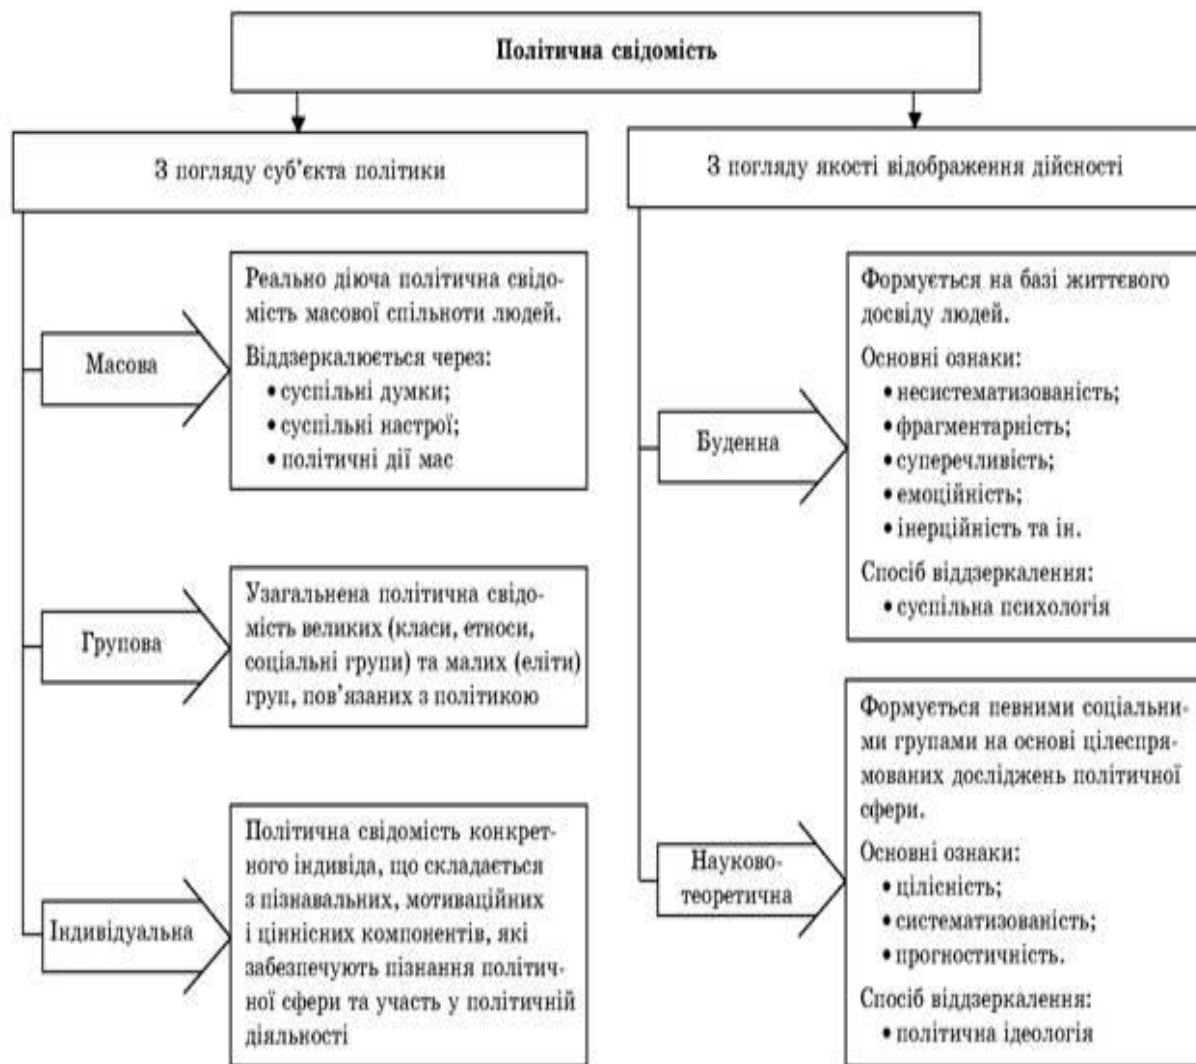 Політична свідомість
З погляду суб’єкта політики
Масова
Реально діюча політична свідо-
мість масової спільноти людей.
Віддзеркалюється через:
• суспільні думки;
• суспільні настрої;
• політичні дії мас
Групова
Узагальнена політична свідо-
мість великих (класи, етноси,
соціальні групи) та малих (еліти)
груп, пов’язаних з політикою
Індивідуальна
Політична свідомість конкрет-
ного індивіда, що складається
з пізнавальних, мотиваційних
і ціннісних компонентів, які
забезпечують пізнання політич-
ної сфери та участь у політичній
діяльності
З погляду якості відображення дійсності
Буденна
Формується на базі життєвого
досвіду людей.
Основні ознаки:
• несистематизованість;
• фрагментарність;
• суперечливість;
• емоційність;
• інерційність та ін.
Спосіб віддзеркалення:
• суспільна психологія
Науково-
теоретична
Формується певними соціальни-
ми групами на основі цілеспря-
мованих досліджень політичної
сфери.
Основні ознаки:
• цілісність;
• систематизованість;
• прогностичність.
Спосіб віддзеркалення:
• політична ідеологія